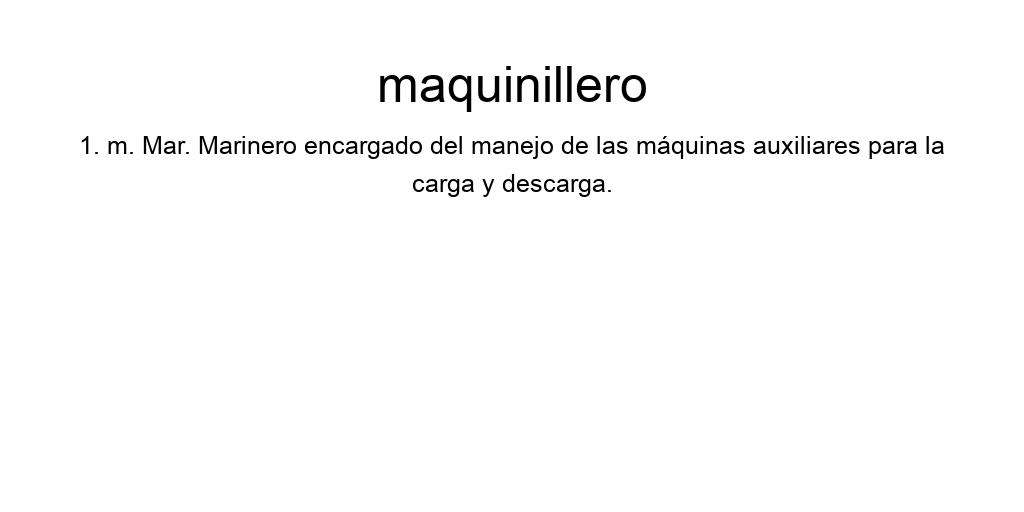 maquinillero
1. m. Mar. Marinero encargado del manejo de las máquinas auxiliares para la
carga y descarga.